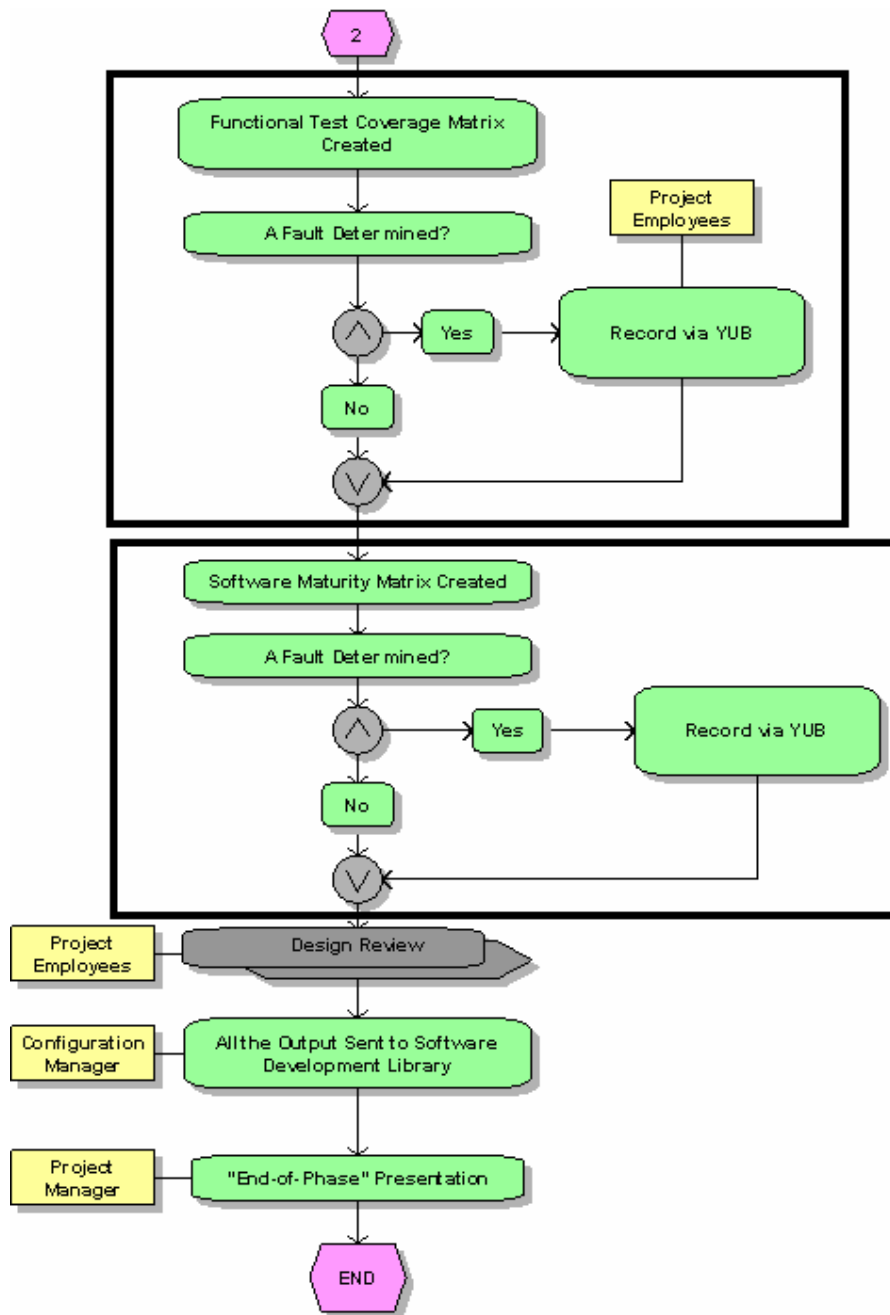 2
Functional Test Coverage Matrix
Created
Project
Employees
A Fault Determined?
Yes
Record via YUB
No
Software Maturity Matrix Created
A Fault Determined?
Yes
Record via YUB
No
Project
Employees
Design Review
Configuration
Manager
All the Output Sent to Software
Development Library
Project
Manager
"End-of-Phase" Presentation
END